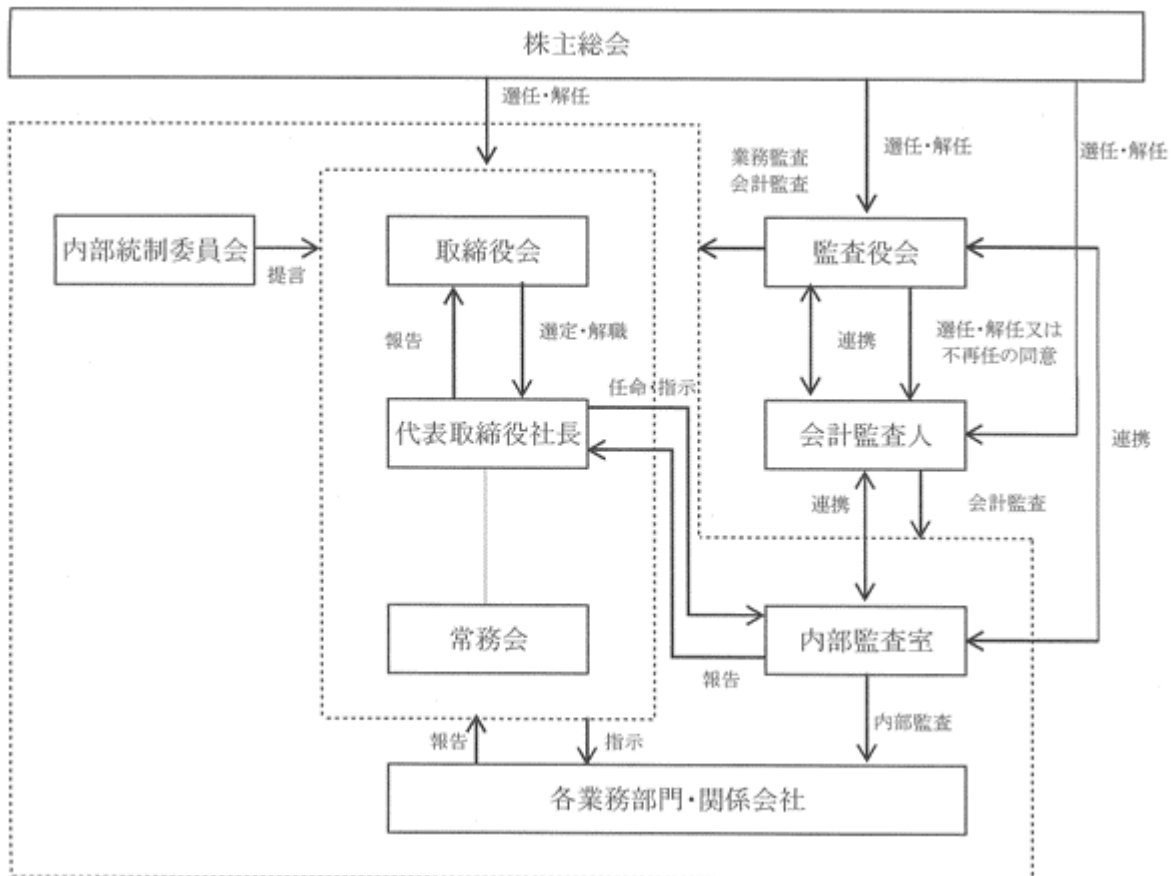 株主総会
選任・解任
選任・解任
選任・解任
業務監査
会計監査
内部統制委員会
提言
取締役会
監査役会
報告
選定・解職
連携
選任・解任又は
不再任の同意
任命・指示
代表取締役社長
会計監査人
連携
連携
会計監査
常務会
内部監査室
報告
内部監査
報告
指示
各業務部門・関係会社